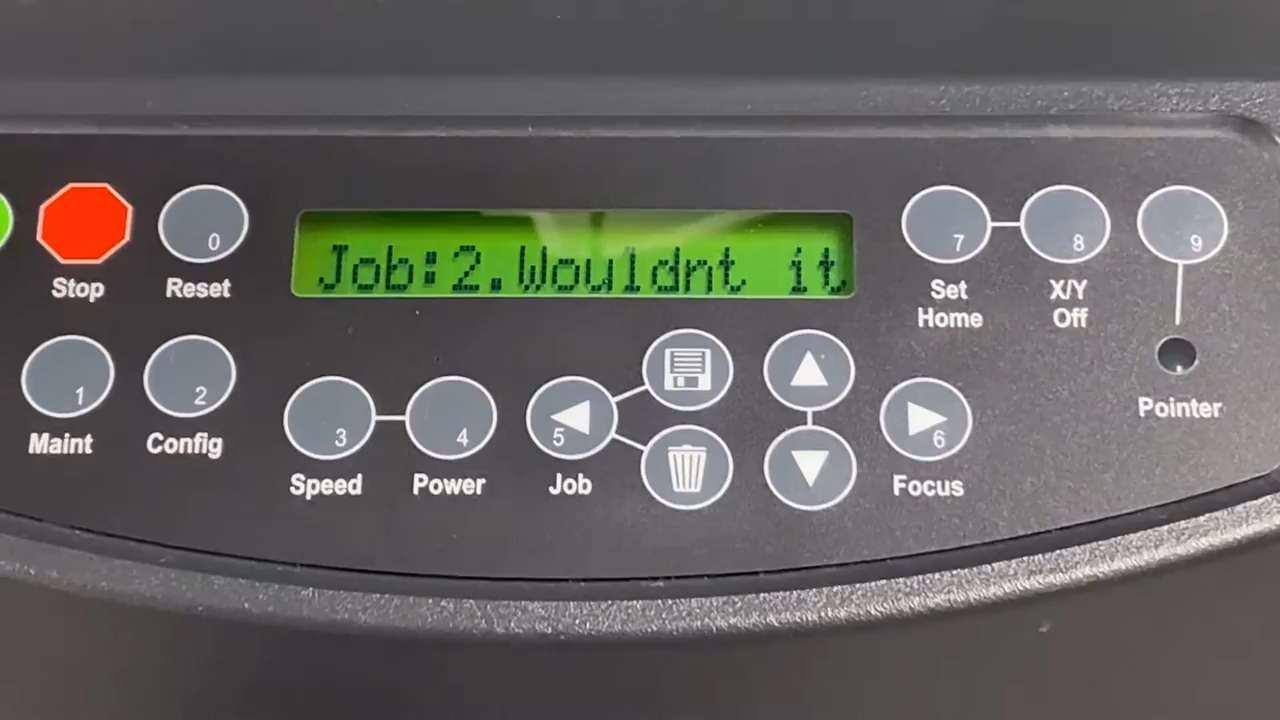 Job:2.Wouldnt it
0
7
8
9
Stop
Reset
Set
Home
X/Y
Off
1
2
Maint
Config
3
4
5
6
Pointer
Speed
Power
Job
Focus